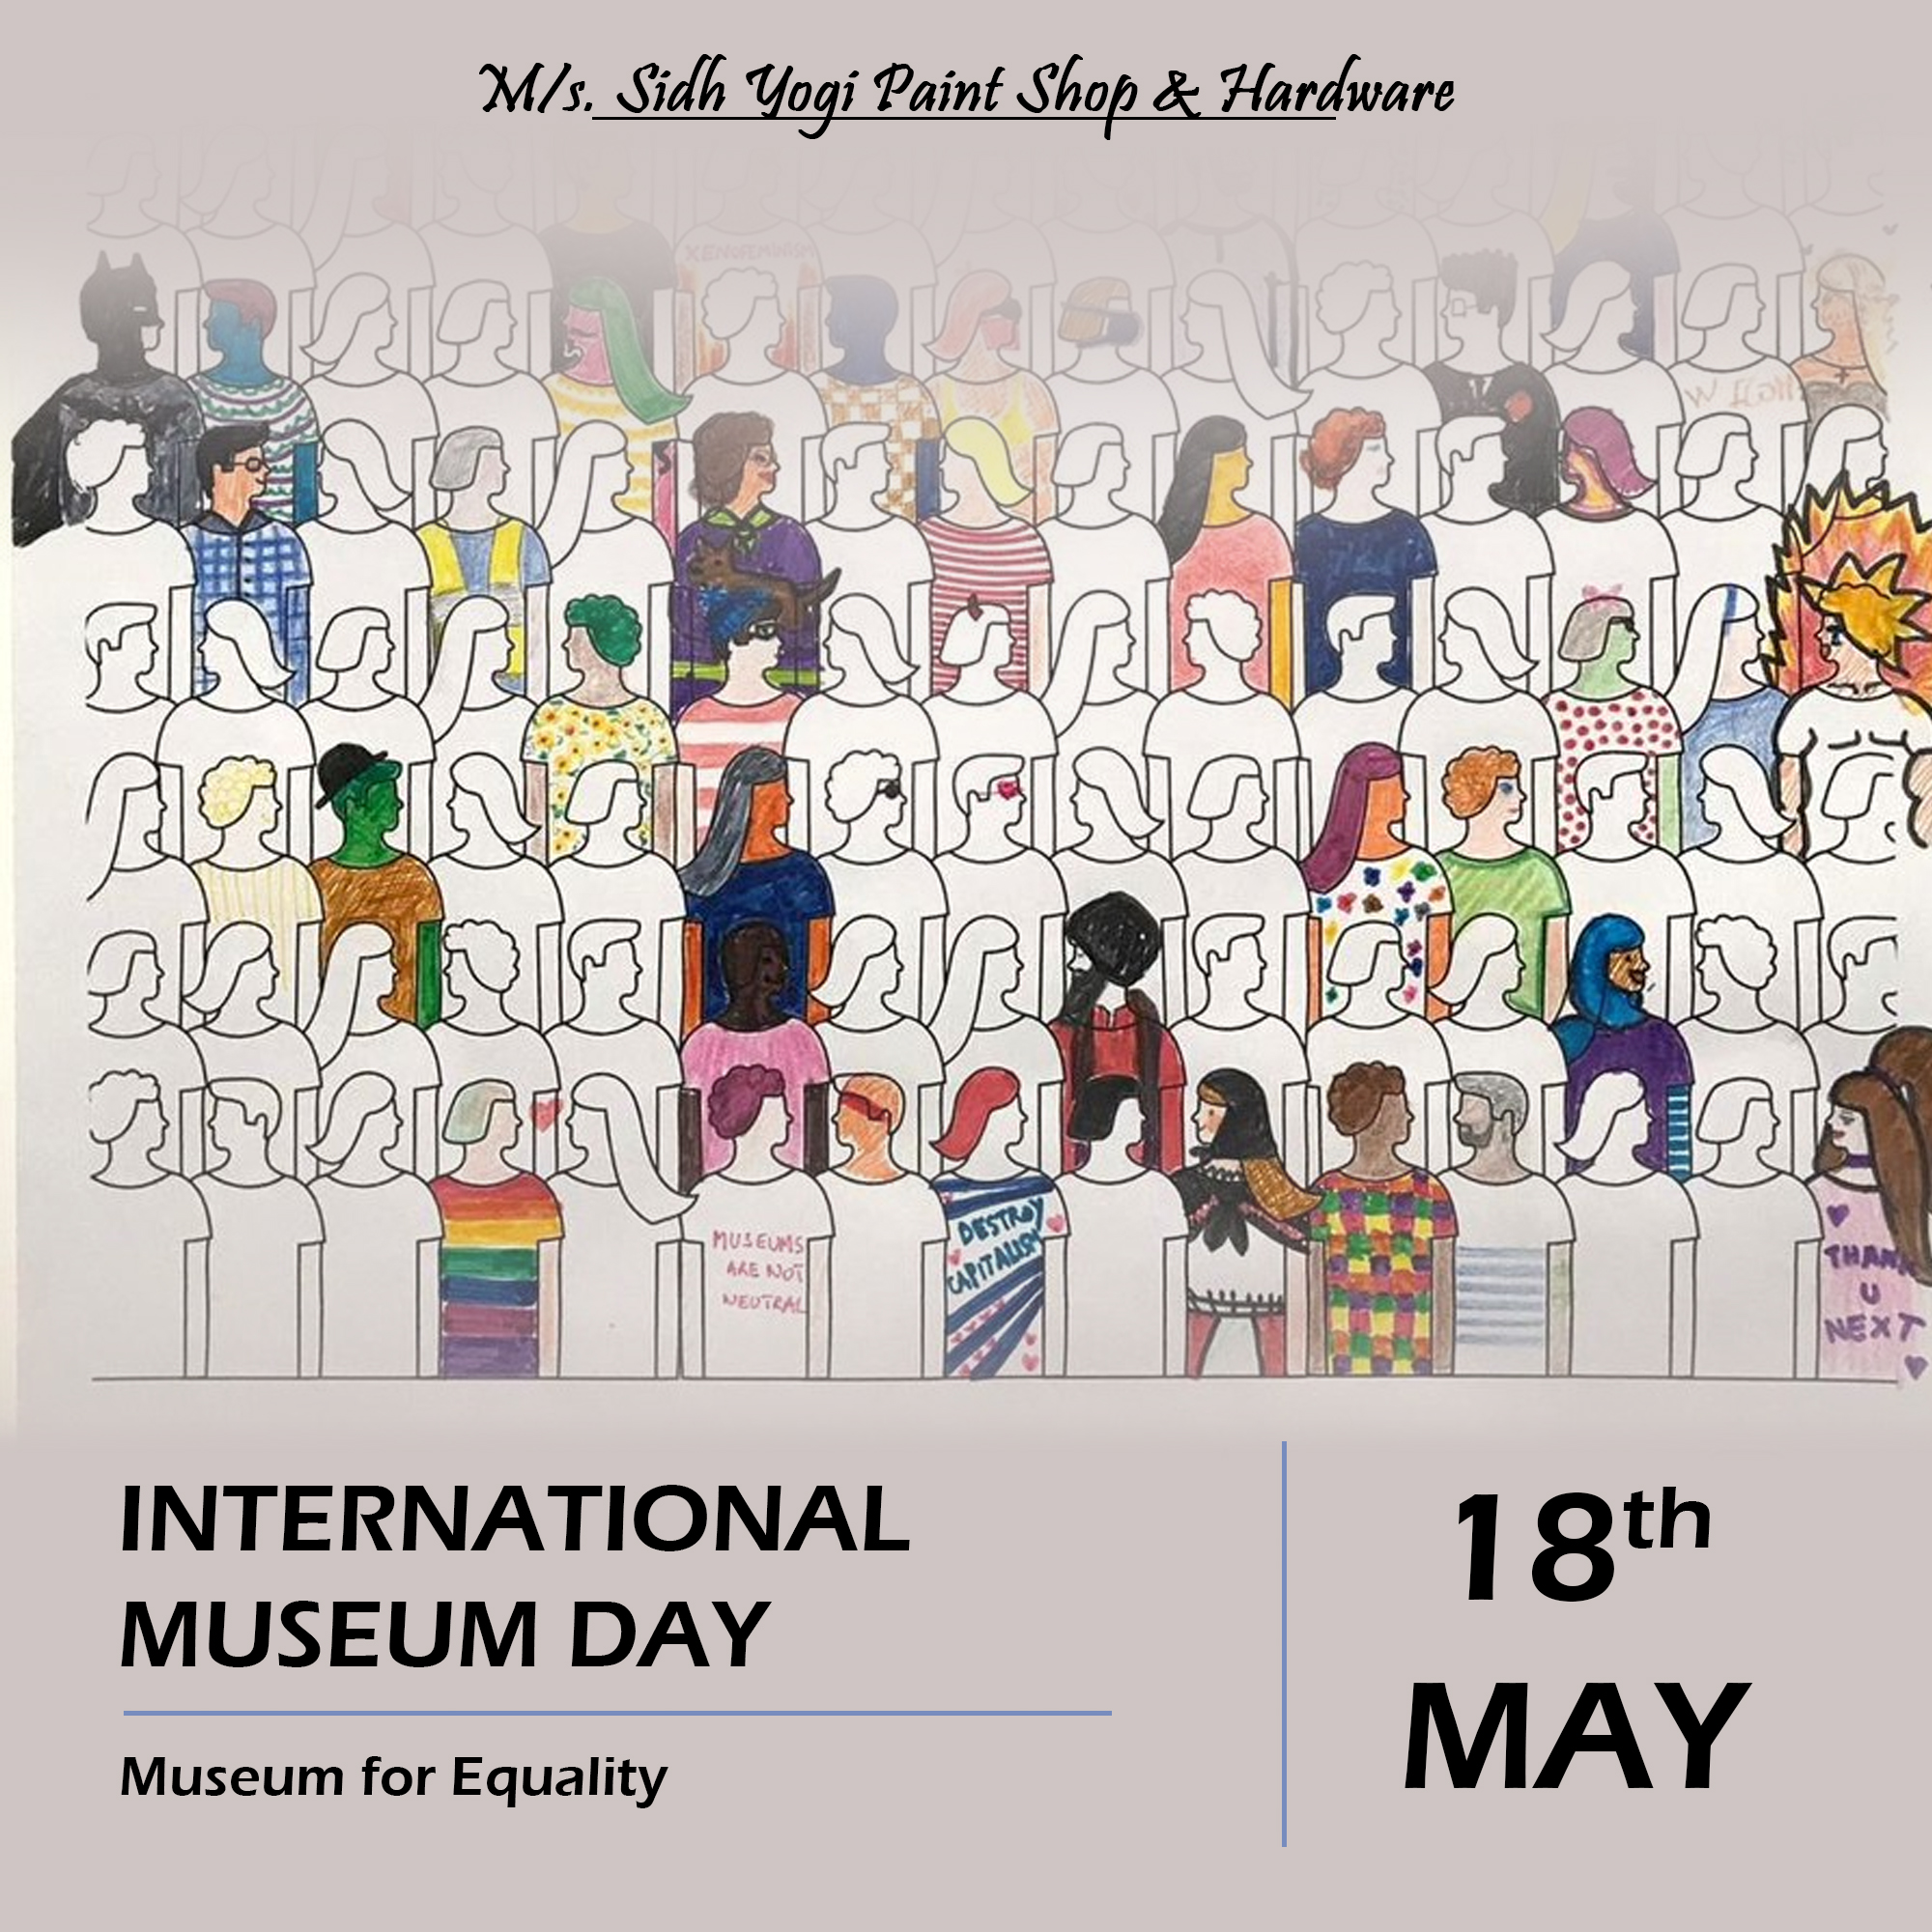 M/s. Sidh Yogi Paint Shop & Hardware
XENOFEMINISM
MUSEUMS
ARE NOT
NEUTRAL
DESTROY
CAPITALISM
THANK
U
NEXT
INTERNATIONAL
MUSEUM DAY
Museum for Equality
18th
MAY